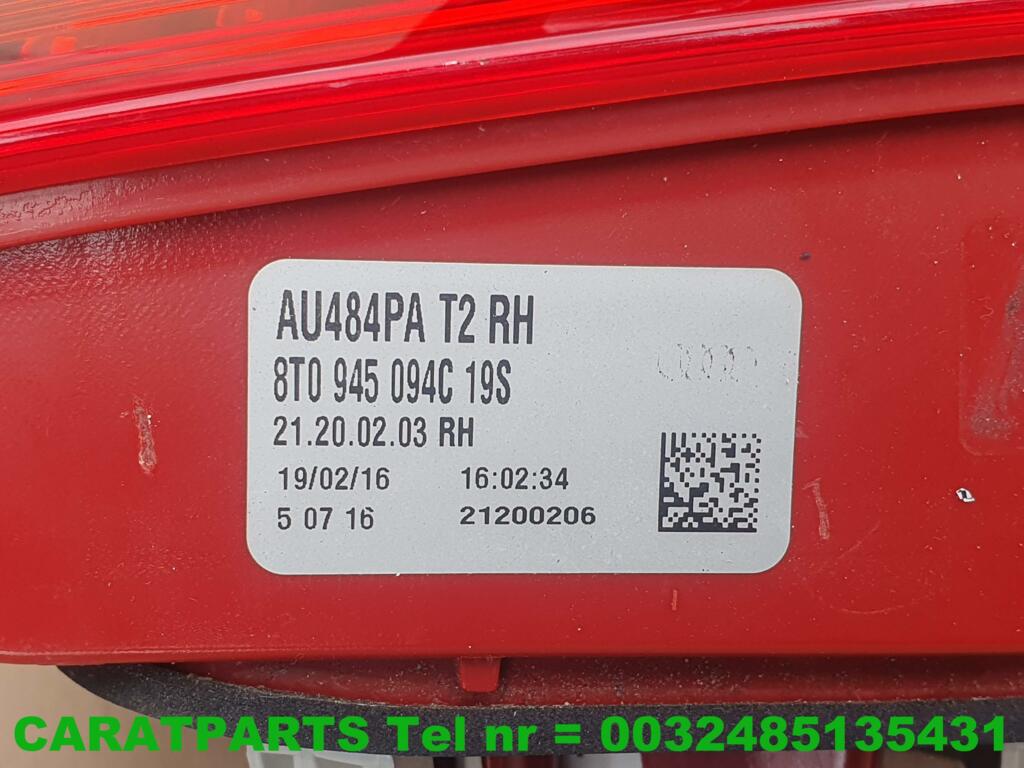 AU484PA T2 RH
8T0 945 094C 19S
21.20.02.03 RH
19/02/16 16:02:34
5 07 16 21200206
CARATPARTS Tel nr = 0032485135431